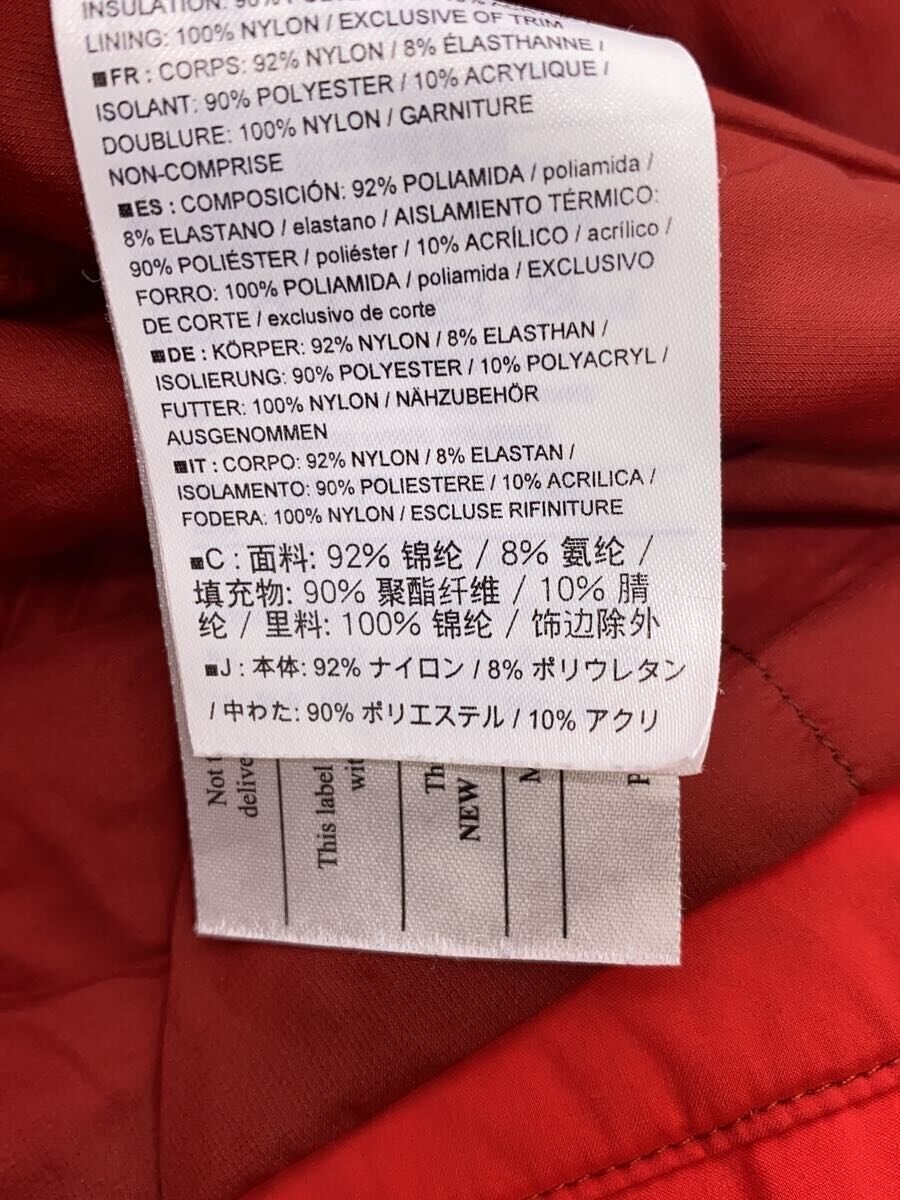 INSULATION: 90%
LINING: 100% NYLON / EXCLUSIVE OF TRIM
■FR : CORPS: 92% NYLON / 8% ÉLASTHANNE /
ISOLANT: 90% POLYESTER / 10% ACRYLIQUE /
DOUBLURE: 100% NYLON / GARNITURE
NON-COMPRISE
■ES : COMPOSICIÓN: 92% POLIAMIDA / poliamida /
8% ELASTANO / elastano / AISLAMIENTO TÉRMICO:
90% POLIÉSTER / poliéster / 10% ACRÍLICO / acrílico /
FORRO: 100% POLIAMIDA / poliamida / EXCLUSIVO
DE CORTE / exclusivo de corte
■DE : KÖRPER: 92% NYLON / 8% ELASTHAN /
ISOLIERUNG: 90% POLYESTER / 10% POLYACRYL /
FUTTER: 100% NYLON / NÄHZUBEHÖR
AUSGENOMMEN
■IT : CORPO: 92% NYLON / 8% ELASTAN /
ISOLAMENTO: 90% POLIESTERE / 10% ACRILICA /
FODERA: 100% NYLON / ESCLUSE RIFINITURE
■C : 面料: 92% 锦纶 / 8% 氨纶 /
填充物: 90% 聚酯纤维 / 10% 腈
纶 / 里料: 100% 锦纶 / 饰边除外
■J : 本体: 92% ナイロン / 8% ポリウレタン
/ 中わた: 90% ポリエステル / 10% アクリ
Not
This label
NEW